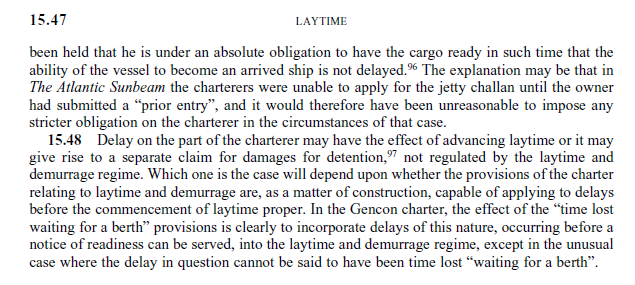 15.47 LAYTIME
been held that he is under an absolute obligation to have the cargo ready in such time that the
ability of the vessel to become an arrived ship is not delayed.96 The explanation may be that in
The Atlantic Sunbeam the charterers were unable to apply for the jetty challan until the owner
had submitted a “prior entry”, and it would therefore have been unreasonable to impose any
stricter obligation on the charterer in the circumstances of that case.
15.48 Delay on the part of the charterer may have the effect of advancing laytime or it may
give rise to a separate claim for damages for detention,97 not regulated by the laytime and
demurrage regime. Which one is the case will depend upon whether the provisions of the charter
relating to laytime and demurrage are, as a matter of construction, capable of applying to delays
before the commencement of laytime proper. In the Gencon charter, the effect of the “time lost
waiting for a berth” provisions is clearly to incorporate delays of this nature, occurring before a
notice of readiness can be served, into the laytime and demurrage regime, except in the unusual
case where the delay in question cannot be said to have been time lost “waiting for a berth”.